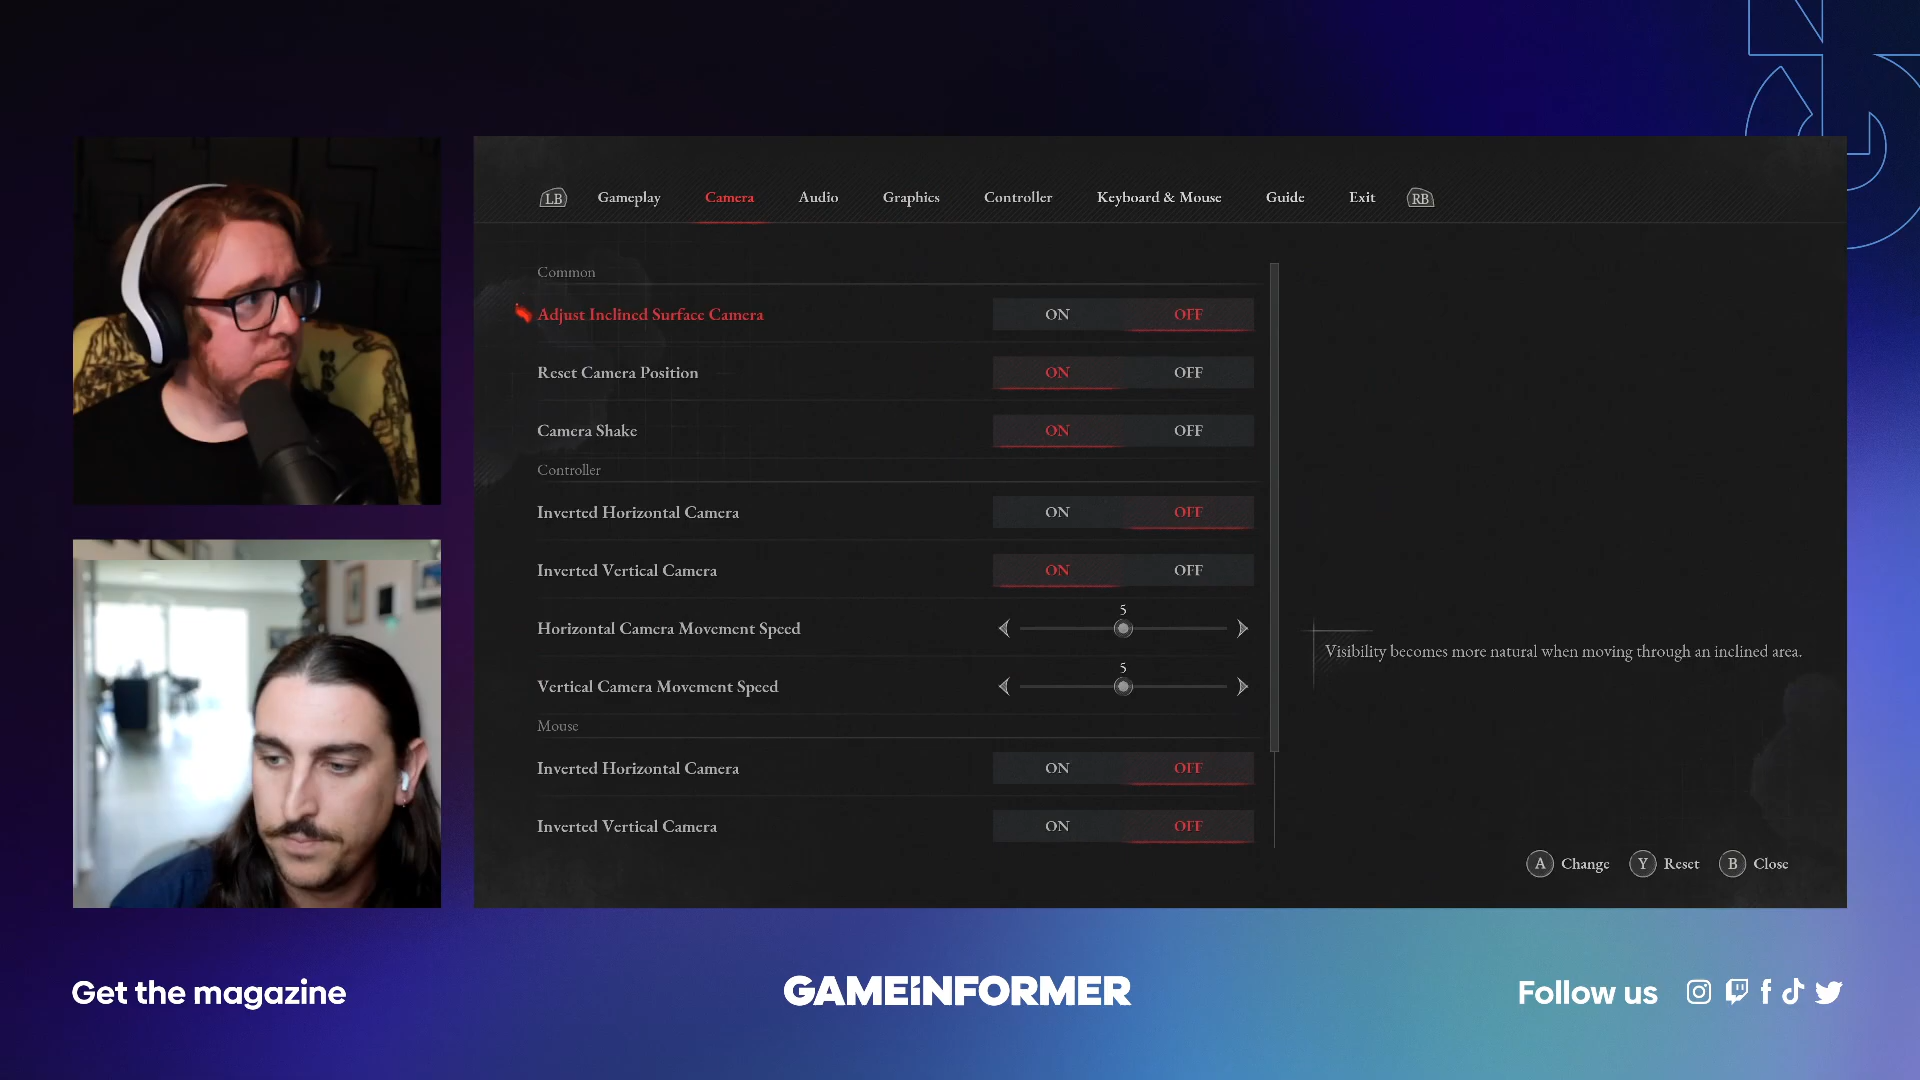 LB Gameplay Camera Audio Graphics Controller Keyboard & Mouse Guide Exit RB
Common
Adjust Inclined Surface Camera ON OFF
Reset Camera Position ON OFF
Camera Shake ON OFF
Controller
Inverted Horizontal Camera ON OFF
Inverted Vertical Camera ON OFF
5
Horizontal Camera Movement Speed
5
Vertical Camera Movement Speed
Mouse
Inverted Horizontal Camera ON OFF
Inverted Vertical Camera ON OFF
Visibility becomes more natural when moving through an inclined area.
A Change Y Reset B Close
Get the magazine
GAMEINFORMER
Follow us